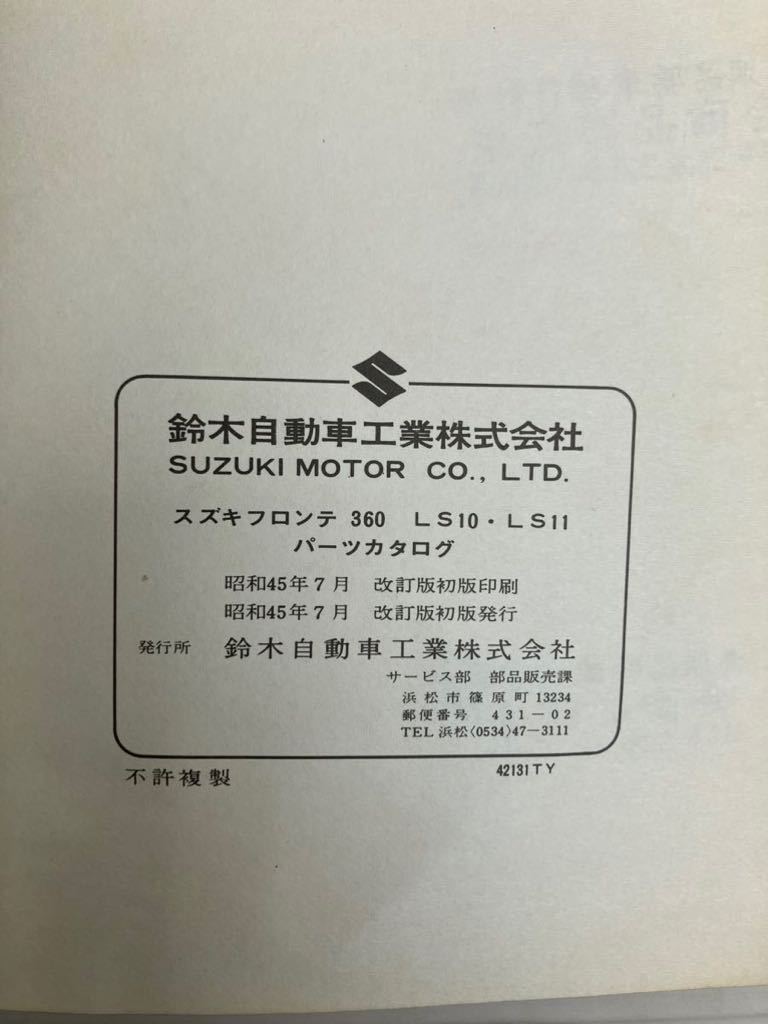 鈴木自動車工業株式会社
SUZUKI MOTOR CO., LTD.
スズキフロンテ 360 LS10・LS11
パーツカタログ
昭和45年7月 改訂版初版印刷
昭和45年7月 改訂版初版発行
発行所 鈴木自動車工業株式会社
サービス部 部品販売課
浜松市篠原町13234
郵便番号 431-02
TEL浜松(0534)47-3111
不許複製
42131TY